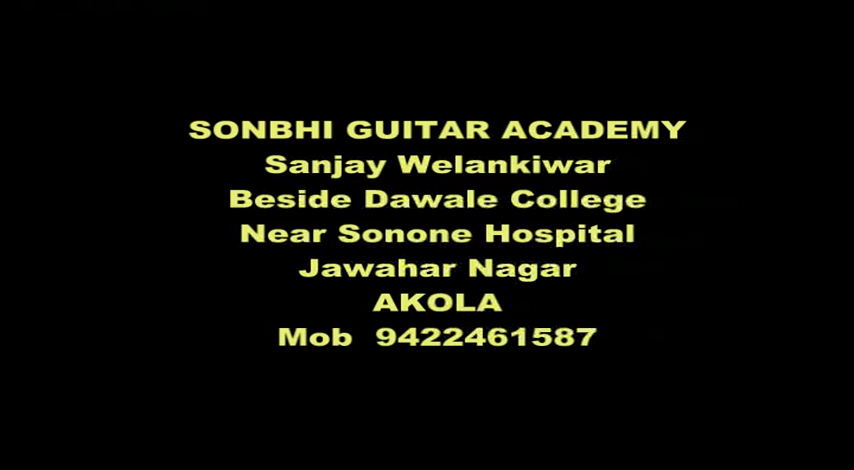 SONBHI GUITAR ACADEMY
Sanjay Welankiwar
Beside Dawale College
Near Sonone Hospital
Jawahar Nagar
AKOLA
Mob  9422461587